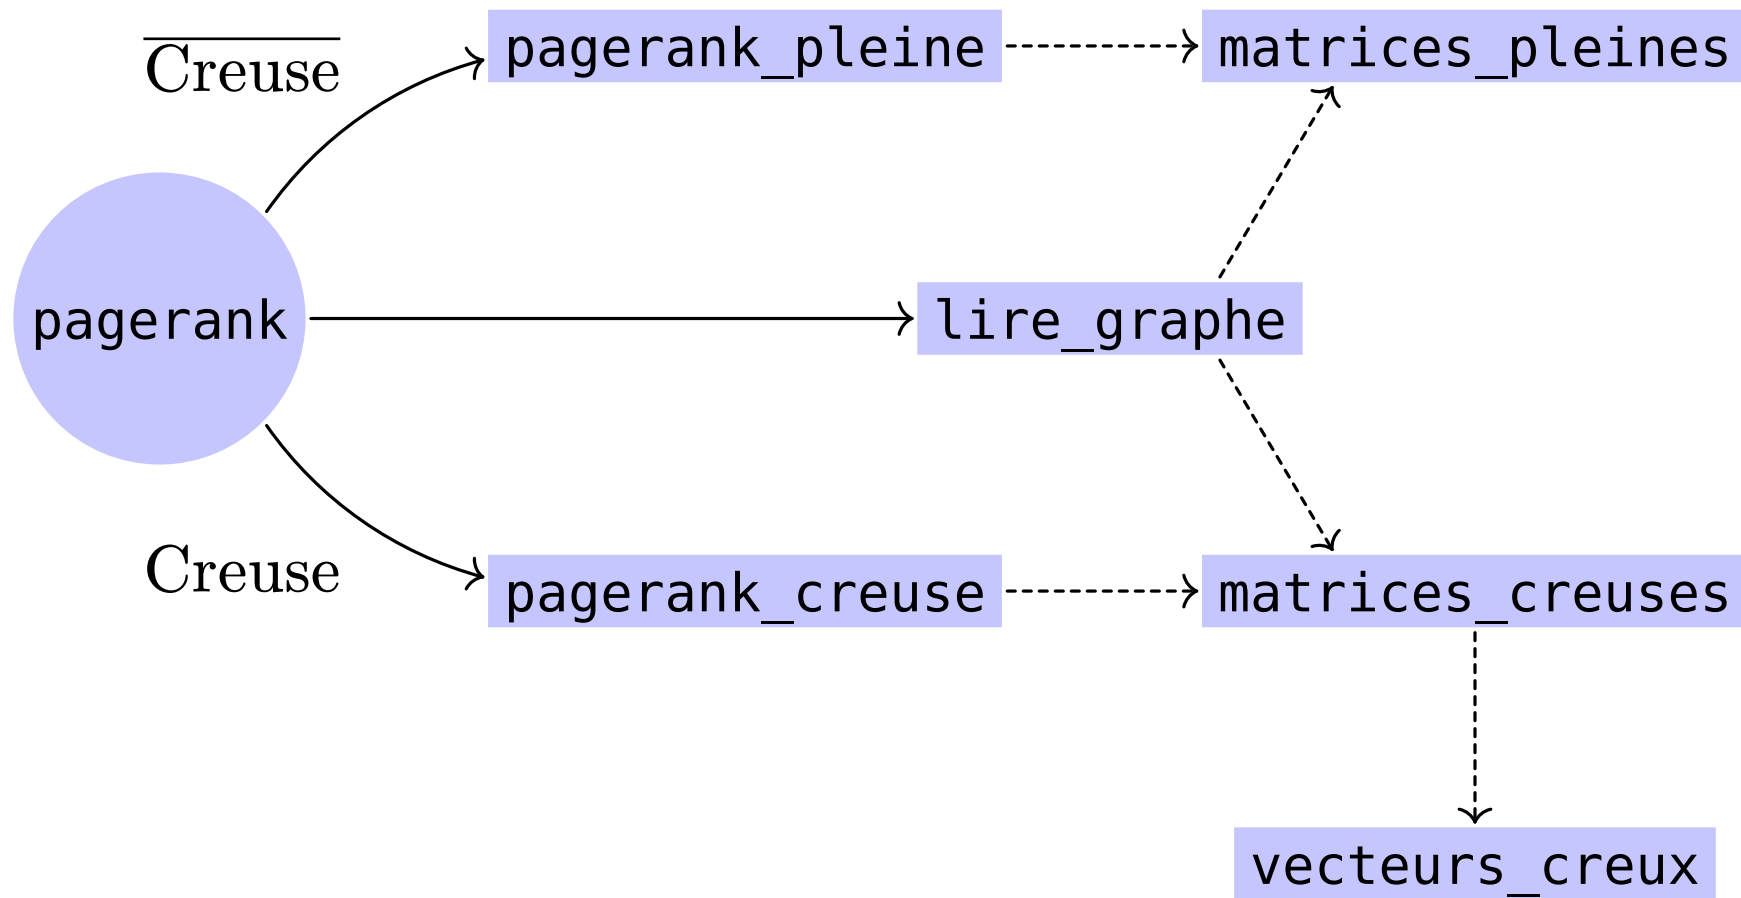 Creuse
pagerank_pleine
matrices_pleines
pagerank
lire_graphe
Creuse
pagerank_creuse
matrices_creuses
vecteurs_creux